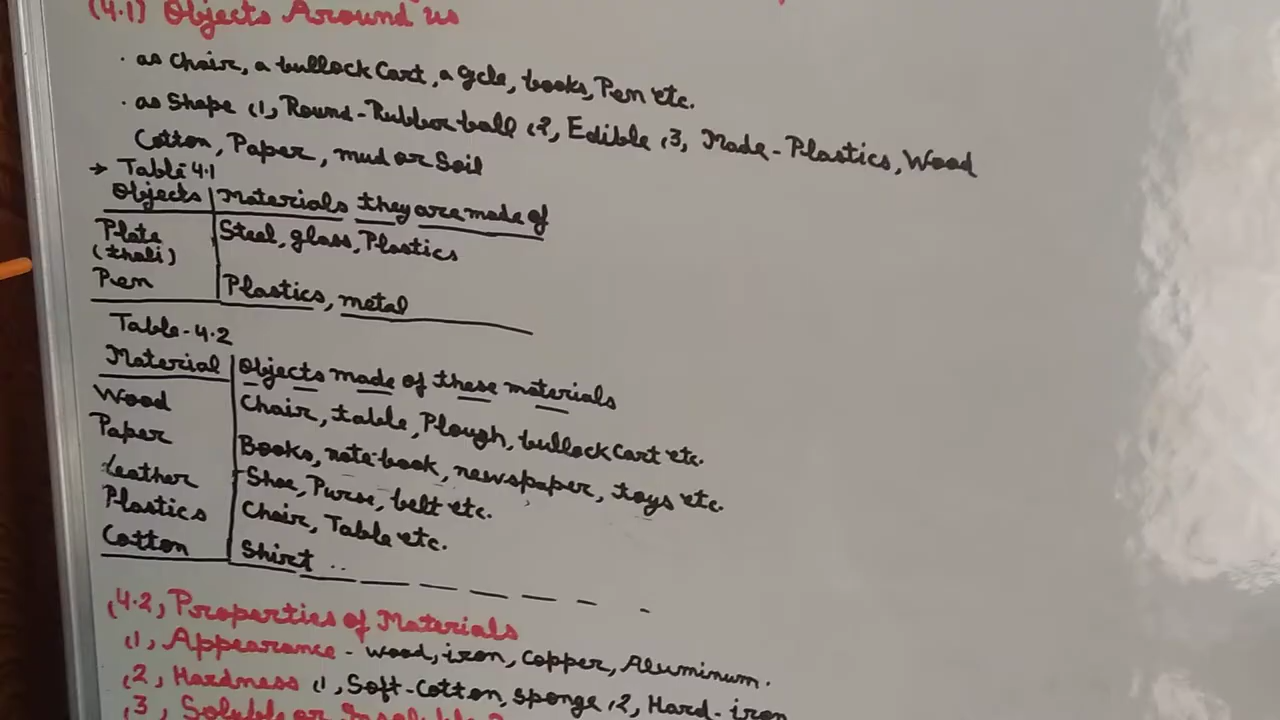 (4.1) Objects Around us
. as Chair, a bullock Cart, a cycle, books, Pen etc.
. as Shape (1, Round-Rubber ball (2, Edible (3, Made-Plastics, Wood
Cotton, Paper, mud or Soil
→ Table 4.1
Objects | Materials they are made of
Plate (thali) | Steel, glass, Plastics
Pen | Plastics, metal
Table-4.2
Material | Objects made of these materials
Wood | Chair, table, Plough, bullock Cart etc.
Paper | Books, note-book, newspaper, toys etc.
Leather | Shoe, Purse, belt etc.
Plastics | Chair, Table etc.
Cotton | Shirt ..
(4.2, Properties of Materials
(1, Appearance - wood, iron, Copper, Aluminum.
(2, Hardness (1, Soft-Cotton, sponge (2, Hard-iron
(3, Soluble or Insoluble